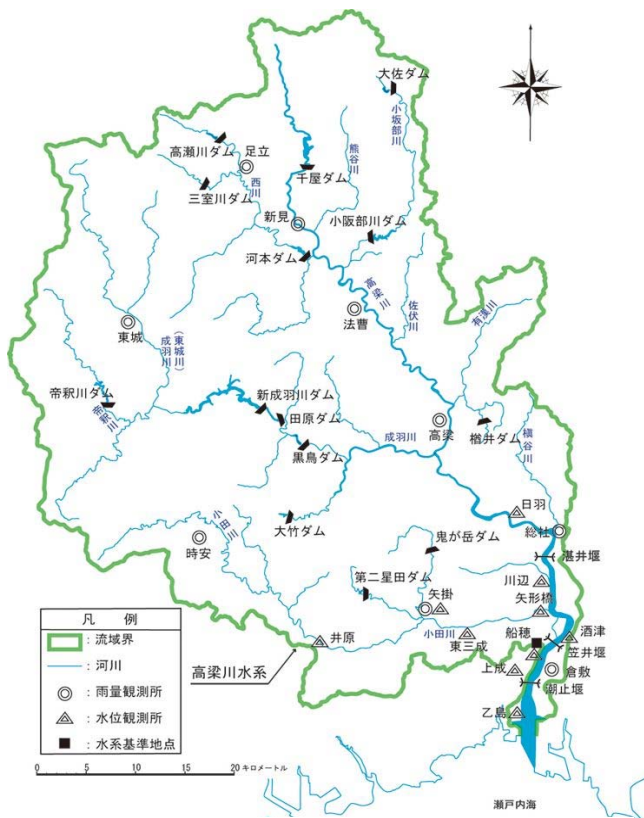 大佐ダム
小坂部川
高瀬川ダム
足立
熊谷川
三室川ダム
西川
千屋ダム
新見
小阪部川ダム
河本ダム
高梁川
佐伏川
有漢川
法曽
東城
成羽川
（東城川）
帝釈川ダム
帝釈川
新成羽川ダム
田原ダム
黒鳥ダム
成羽川
高梁
楢井ダム
槇谷川
日羽
大竹ダム
小田川
時安
鬼が岳ダム
総社
湛井堰
第二星田ダム
川辺
矢掛
矢形橋
船穂
酒津
小田川
東三成
笠井堰
井原
上成
倉敷
潮止堰
乙島
高梁川水系
凡　例
：流域界
：河川
：雨量観測所
：水位観測所
：水系基準地点
0 5 10 20 キロメートル
瀬戸内海